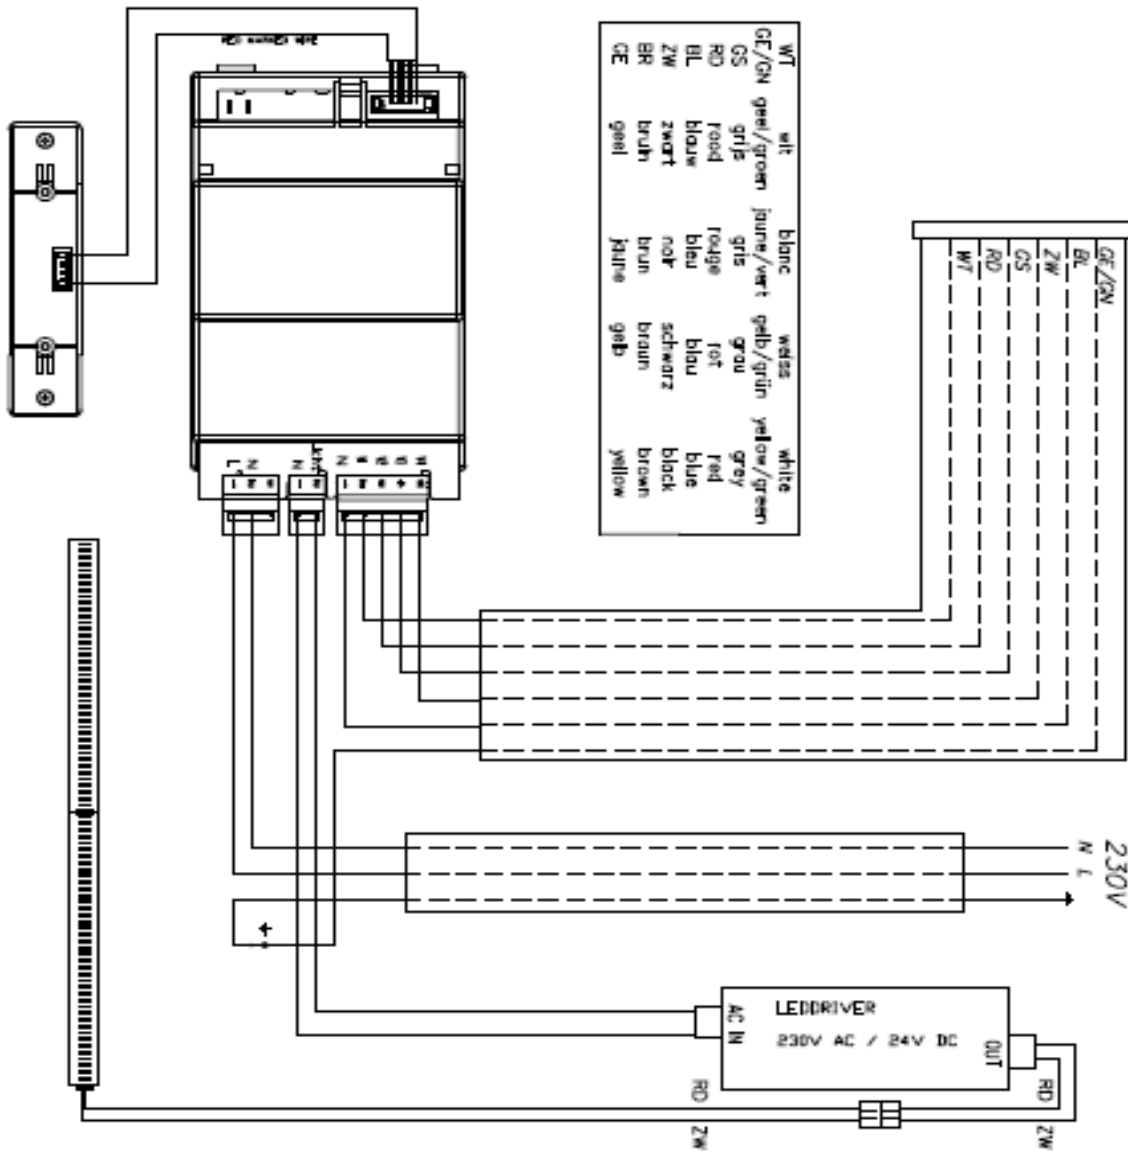 WT wit blanc weiss white
GE/GN geel/groen jaune/vert gelb/grün yellow/green
GS grijs gris grau grey
RD rood rouge rot red
BL blauw bleu blau blue
ZW zwart noir schwarz black
BR bruin brun braun brown
GE geel jaune gelb yellow
GE/GN
BL
ZW
GS
RD
WT
L
N
N
N
230V
N
L
LEDDRIVER
230V AC / 24V DC
AC IN
OUT
RD
ZW
RD
ZW